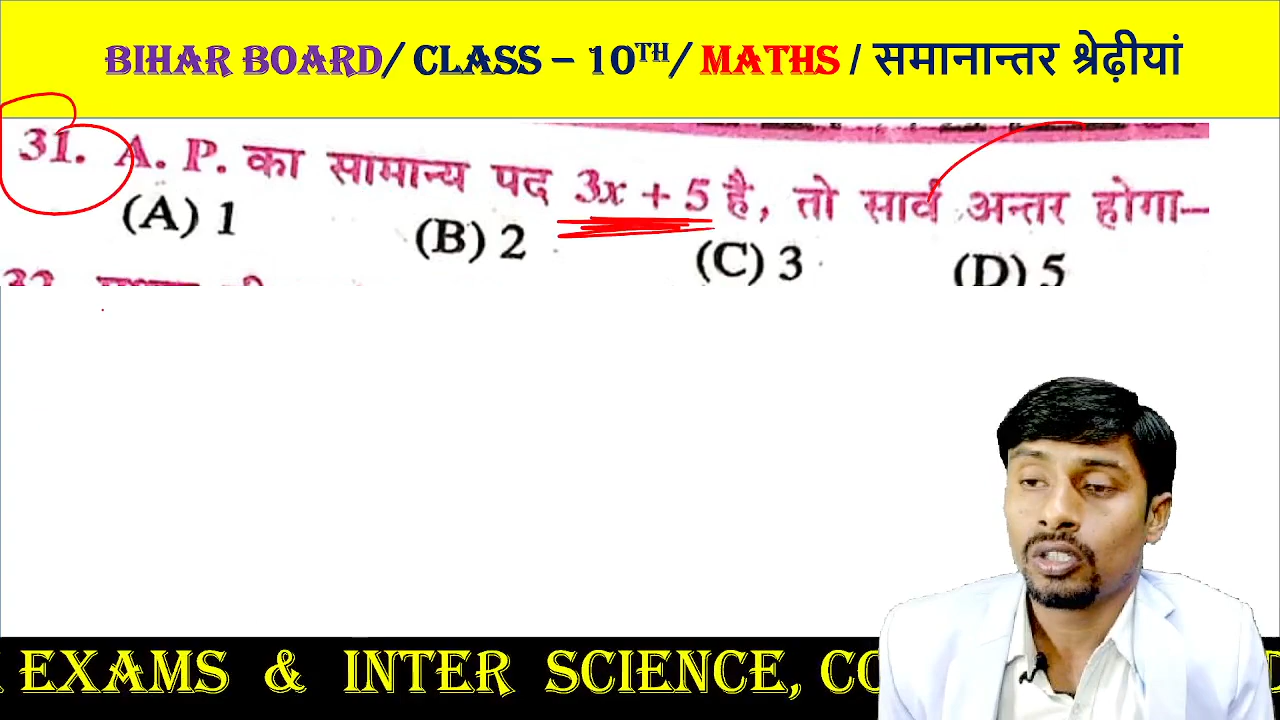 BIHAR BOARD/ CLASS – 10TH/ MATHS / समानान्तर श्रेढ़ीयां
31. A. P. का सामान्य पद 3x + 5 है, तो सार्व अन्तर होगा–
(A) 1 (B) 2 (C) 3 (D) 5
EXAMS & INTER SCIENCE,